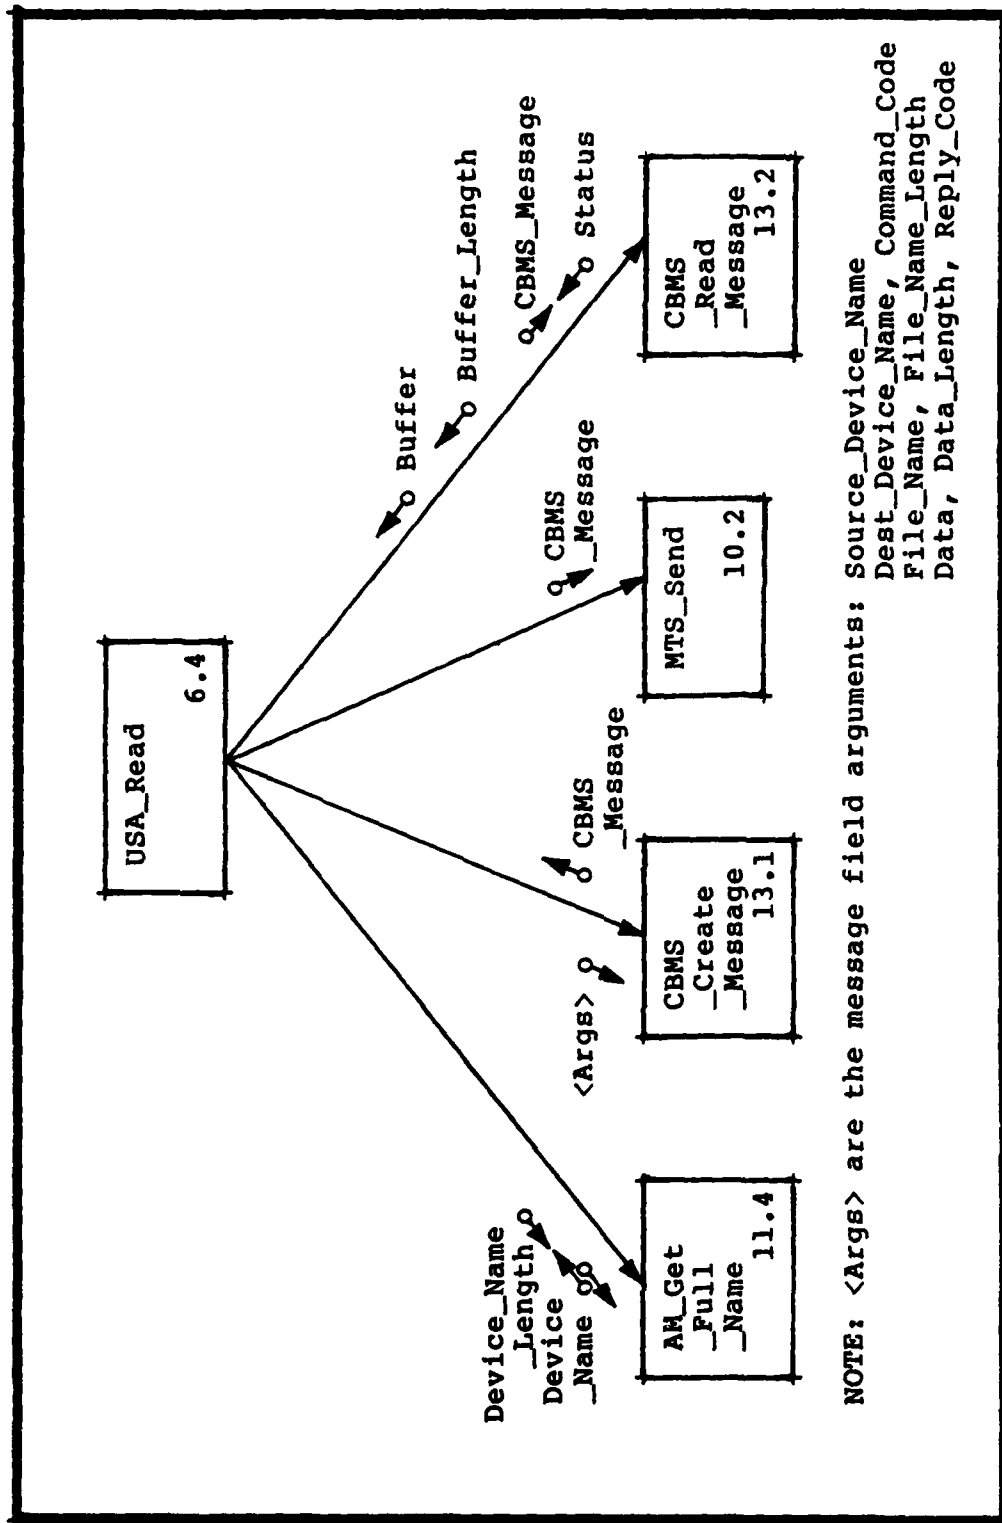 USA_Read
6.4
Device_Name
_Length
Device
_Name
<Args>
CBMS
_Message
CBMS
_Message
Buffer
Buffer_Length
CBMS_Message
Status
AM_Get
_Full
_Name
11.4
CBMS
_Create
_Message
13.1
MTS_Send
10.2
CBMS
_Read
_Message
13.2
NOTE: <Args> are the message field arguments: Source_Device_Name
Dest_Device_Name, Command_Code
File_Name, File_Name_Length
Data, Data_Length, Reply_Code